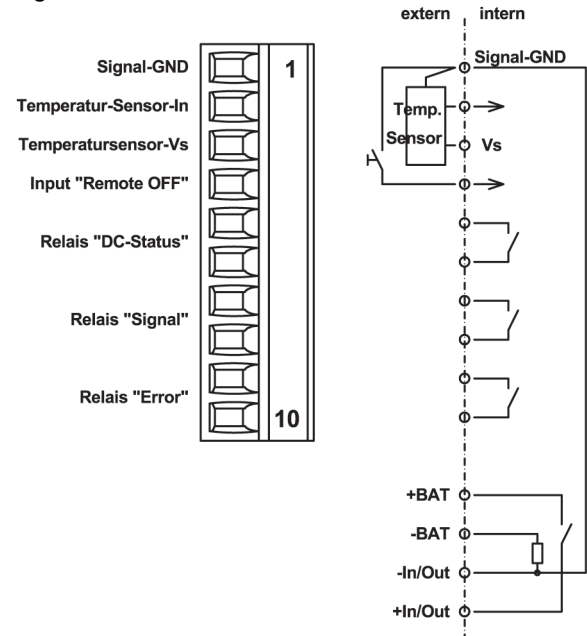 extern
intern
Signal-GND
1
Temperatur-Sensor-In
Temperatursensor-Vs
Input "Remote OFF"
Relais "DC-Status"
Relais "Signal"
Relais "Error"
10
Signal-GND
Temp.
Sensor
Vs
+BAT
-BAT
-In/Out
+In/Out